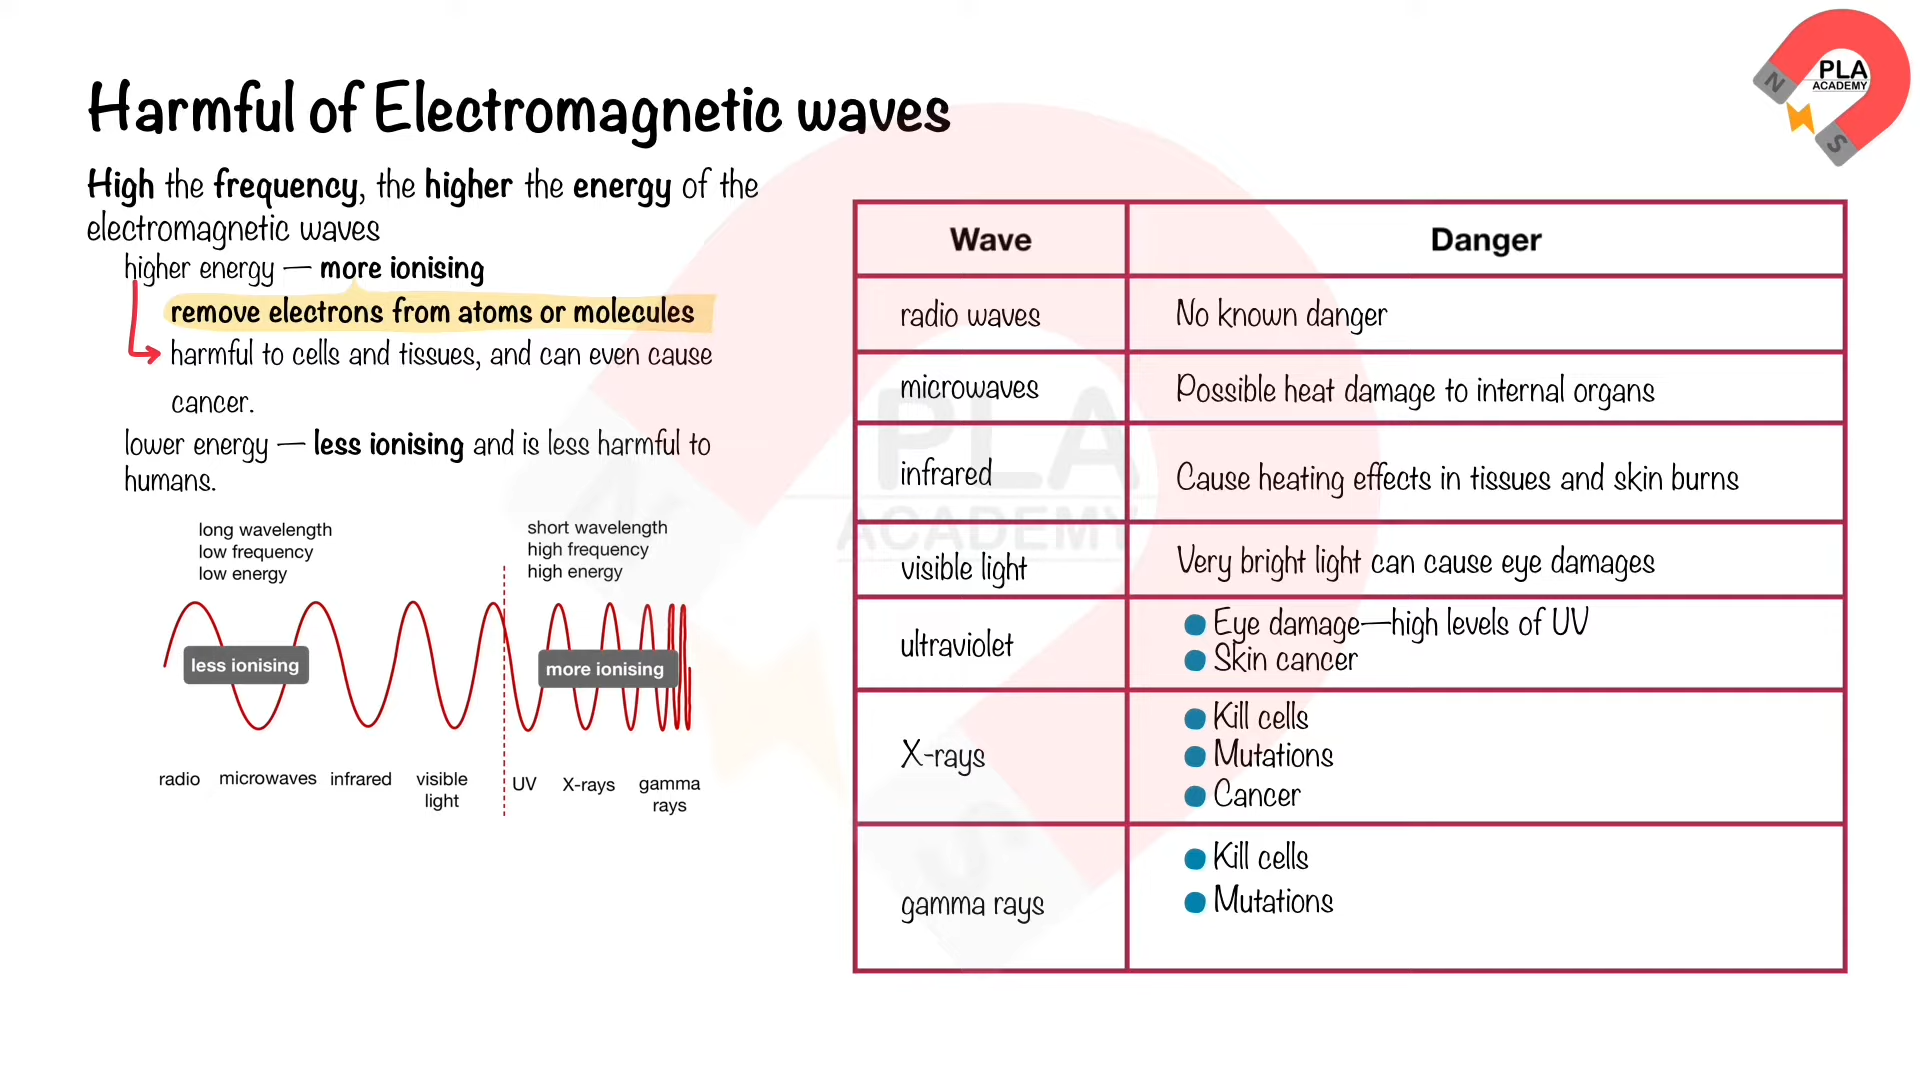 Harmful of Electromagnetic waves
High the frequency, the higher the energy of the
electromagnetic waves
higher energy — more ionising
remove electrons from atoms or molecules
harmful to cells and tissues, and can even cause
cancer.
lower energy — less ionising and is less harmful to
humans.
long wavelength
low frequency
low energy
short wavelength
high frequency
high energy
less ionising
more ionising
radio
microwaves
infrared
visible
light
UV
X-rays
gamma
rays
Wave
Danger
radio waves
No known danger
microwaves
Possible heat damage to internal organs
infrared
Cause heating effects in tissues and skin burns
visible light
Very bright light can cause eye damages
ultraviolet
Eye damage—high levels of UV
Skin cancer
X-rays
Kill cells
Mutations
Cancer
gamma rays
Kill cells
Mutations
PLA
ACADEMY
N
S
PLA
ACADEMY
N
S